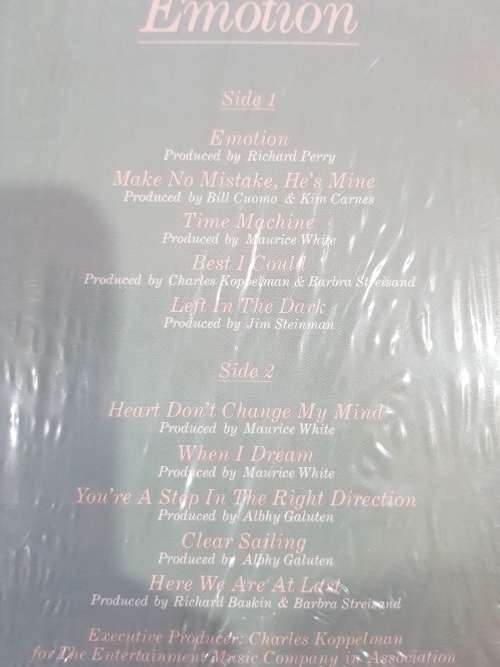 Emotion
Side 1
Emotion
Produced by Richard Perry
Make No Mistake, He's Mine
Produced by Bill Cuomo & Kim Carnes
Time Machine
Produced by Maurice White
Best I Could
Produced by Charles Koppelman & Barbra Streisand
Left In The Dark
Produced by Jim Steinman
Side 2
Heart Don't Change My Mind
Produced by Maurice White
When I Dream
Produced by Maurice White
You're A Step In The Right Direction
Produced by Albhy Galuten
Clear Sailing
Produced by Albhy Galuten
Here We Are At Last
Produced by Richard Baskin & Barbra Streisand
Executive Producer: Charles Koppelman
for The Entertainment Music Company in Association